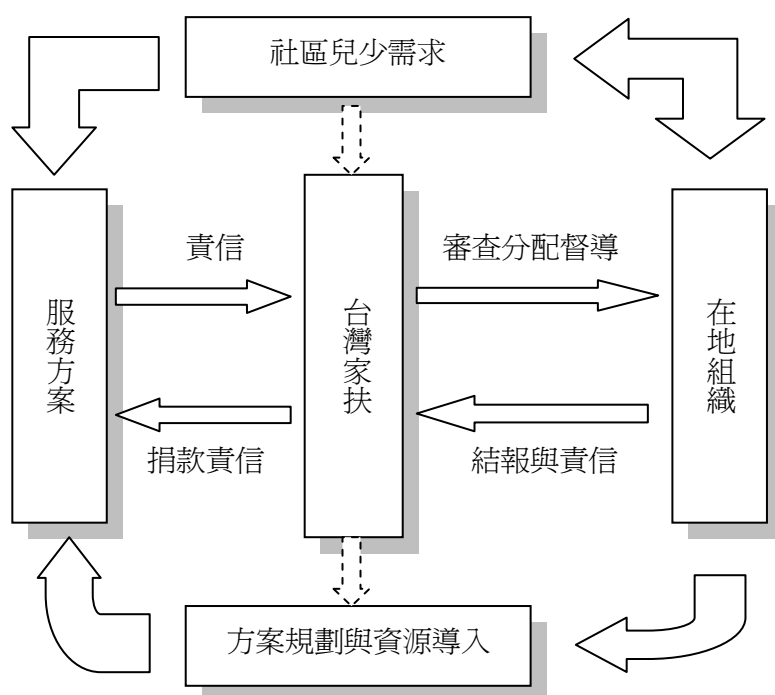 社區兒少需求
責信
審查分配督導
服務方案
台灣家扶
在地組織
捐款責信
結報與責信
方案規劃與資源導入